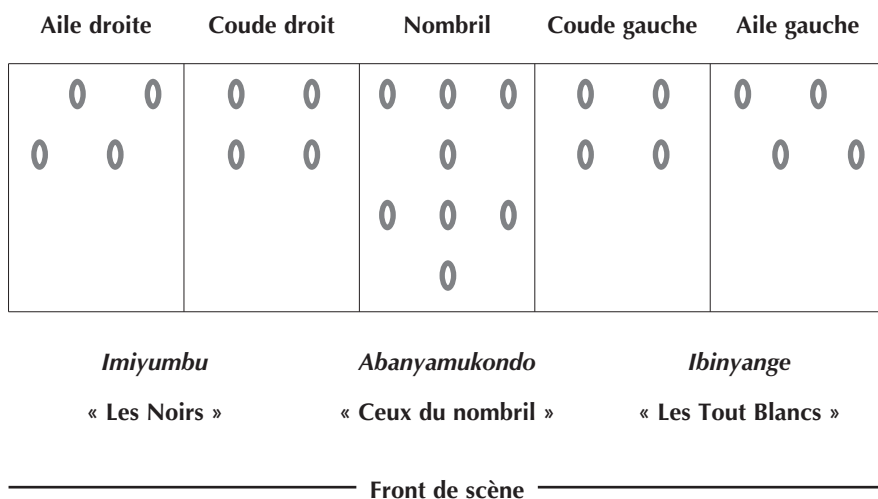 Aile droite Coude droit Nombril Coude gauche Aile gauche
Imiyumbu Abanyamukondo Ibinyange
« Les Noirs » « Ceux du nombril » « Les Tout Blancs »
Front de scène